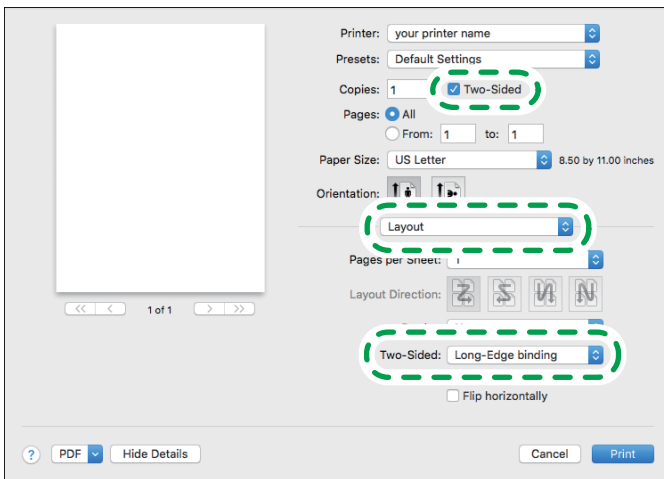 Printer: your printer name
Presets: Default Settings
Copies: 1 Two-Sided
Pages: All
From: 1 to: 1
Paper Size: US Letter 8.50 by 11.00 inches
Orientation:
Layout
Pages per Sheet: 1
Layout Direction:
1 of 1
Two-Sided: Long-Edge binding
Flip horizontally
? PDF Hide Details Cancel Print